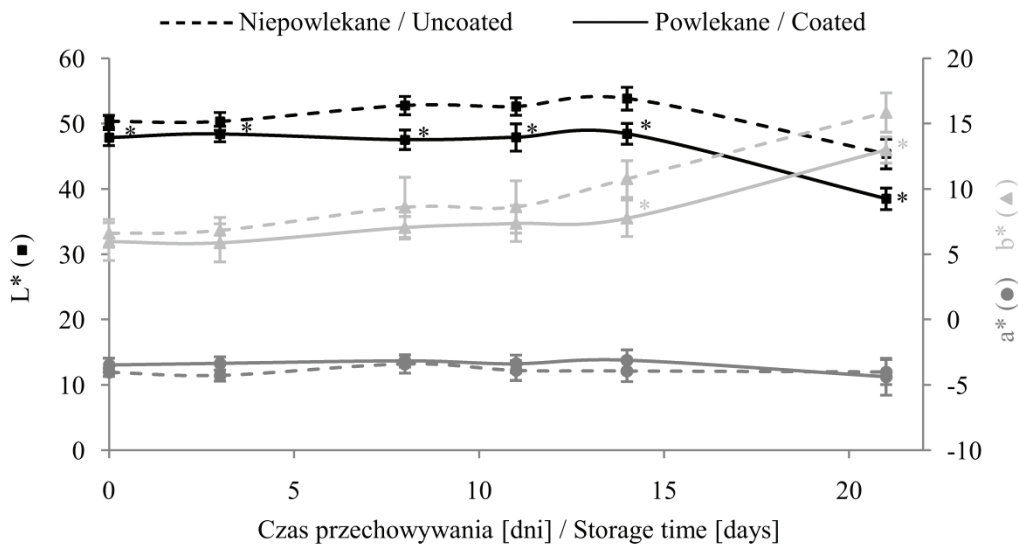 Niepowlekane / Uncoated Powlekane / Coated
60 20
50 15
40 10
30 5
20 0
10 -5
0 -10
L* (■)
b* (▲)
a* (●)
* * * * * * * *
0 5 10 15 20
Czas przechowywania [dni] / Storage time [days]